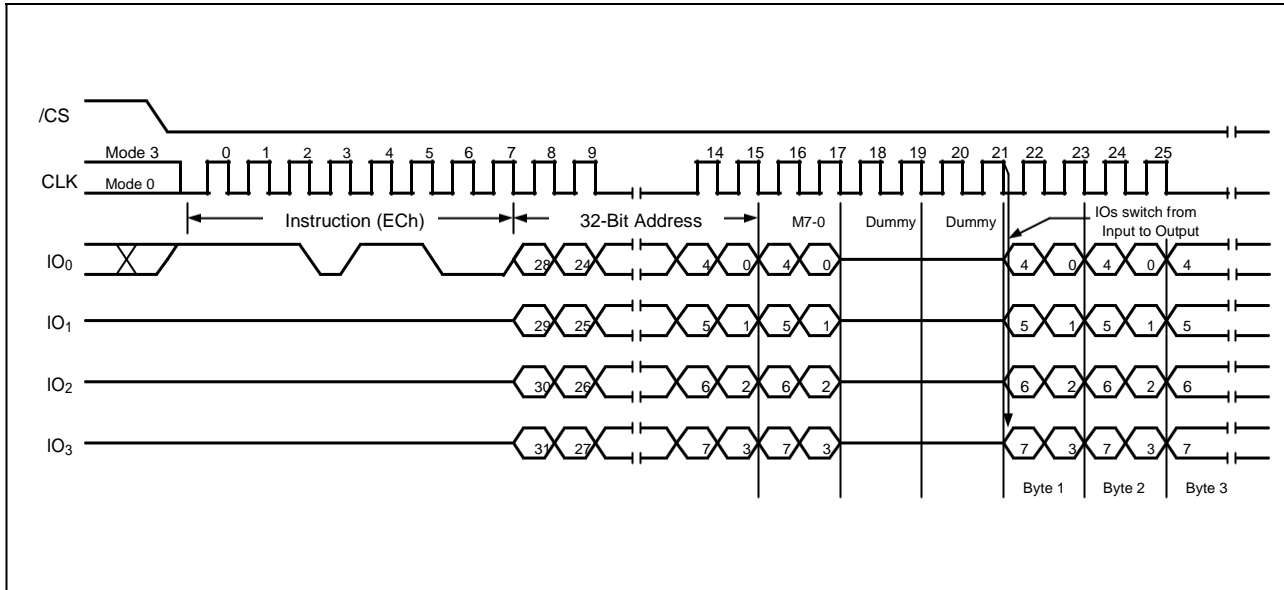 /CS
Mode 3 0 1 2 3 4 5 6 7 8 9 14 15 16 17 18 19 20 21 22 23 24 25
CLK Mode 0
Instruction (ECh) 32-Bit Address M7-0 Dummy Dummy IOs switch from
Input to Output
IO0 28 24 4 0 4 0 4 0 4 0 4
IO1 29 25 5 1 5 1 5 1 5 1 5
IO2 30 26 6 2 6 2 6 2 6 2 6
IO3 31 27 7 3 7 3 7 3 7 3 7
Byte 1 Byte 2 Byte 3